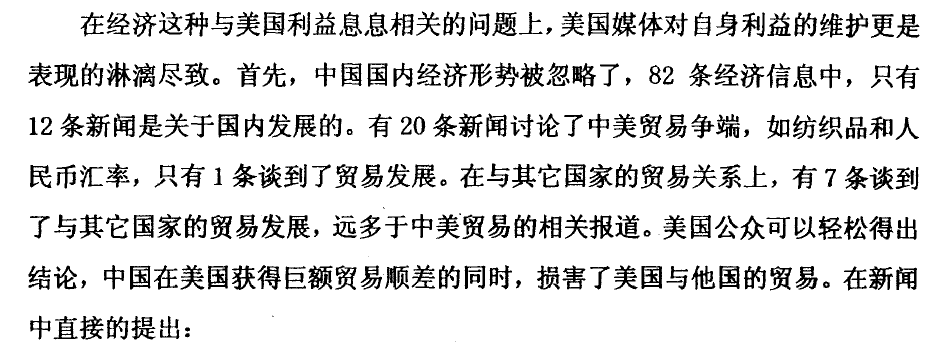 在经济这种与美国利益息息相关的问题上，美国媒体对自身利益的维护更是
表现的淋漓尽致。首先，中国国内经济形势被忽略了，82 条经济信息中，只有
12 条新闻是关于国内发展的。有 20 条新闻讨论了中美贸易争端，如纺织品和人
民币汇率，只有 1 条谈到了贸易发展。在与其它国家的贸易关系上，有 7 条谈到
了与其它国家的贸易发展，远多于中美贸易的相关报道。美国公众可以轻松得出
结论，中国在美国获得巨额贸易顺差的同时，损害了美国与他国的贸易。在新闻
中直接的提出：